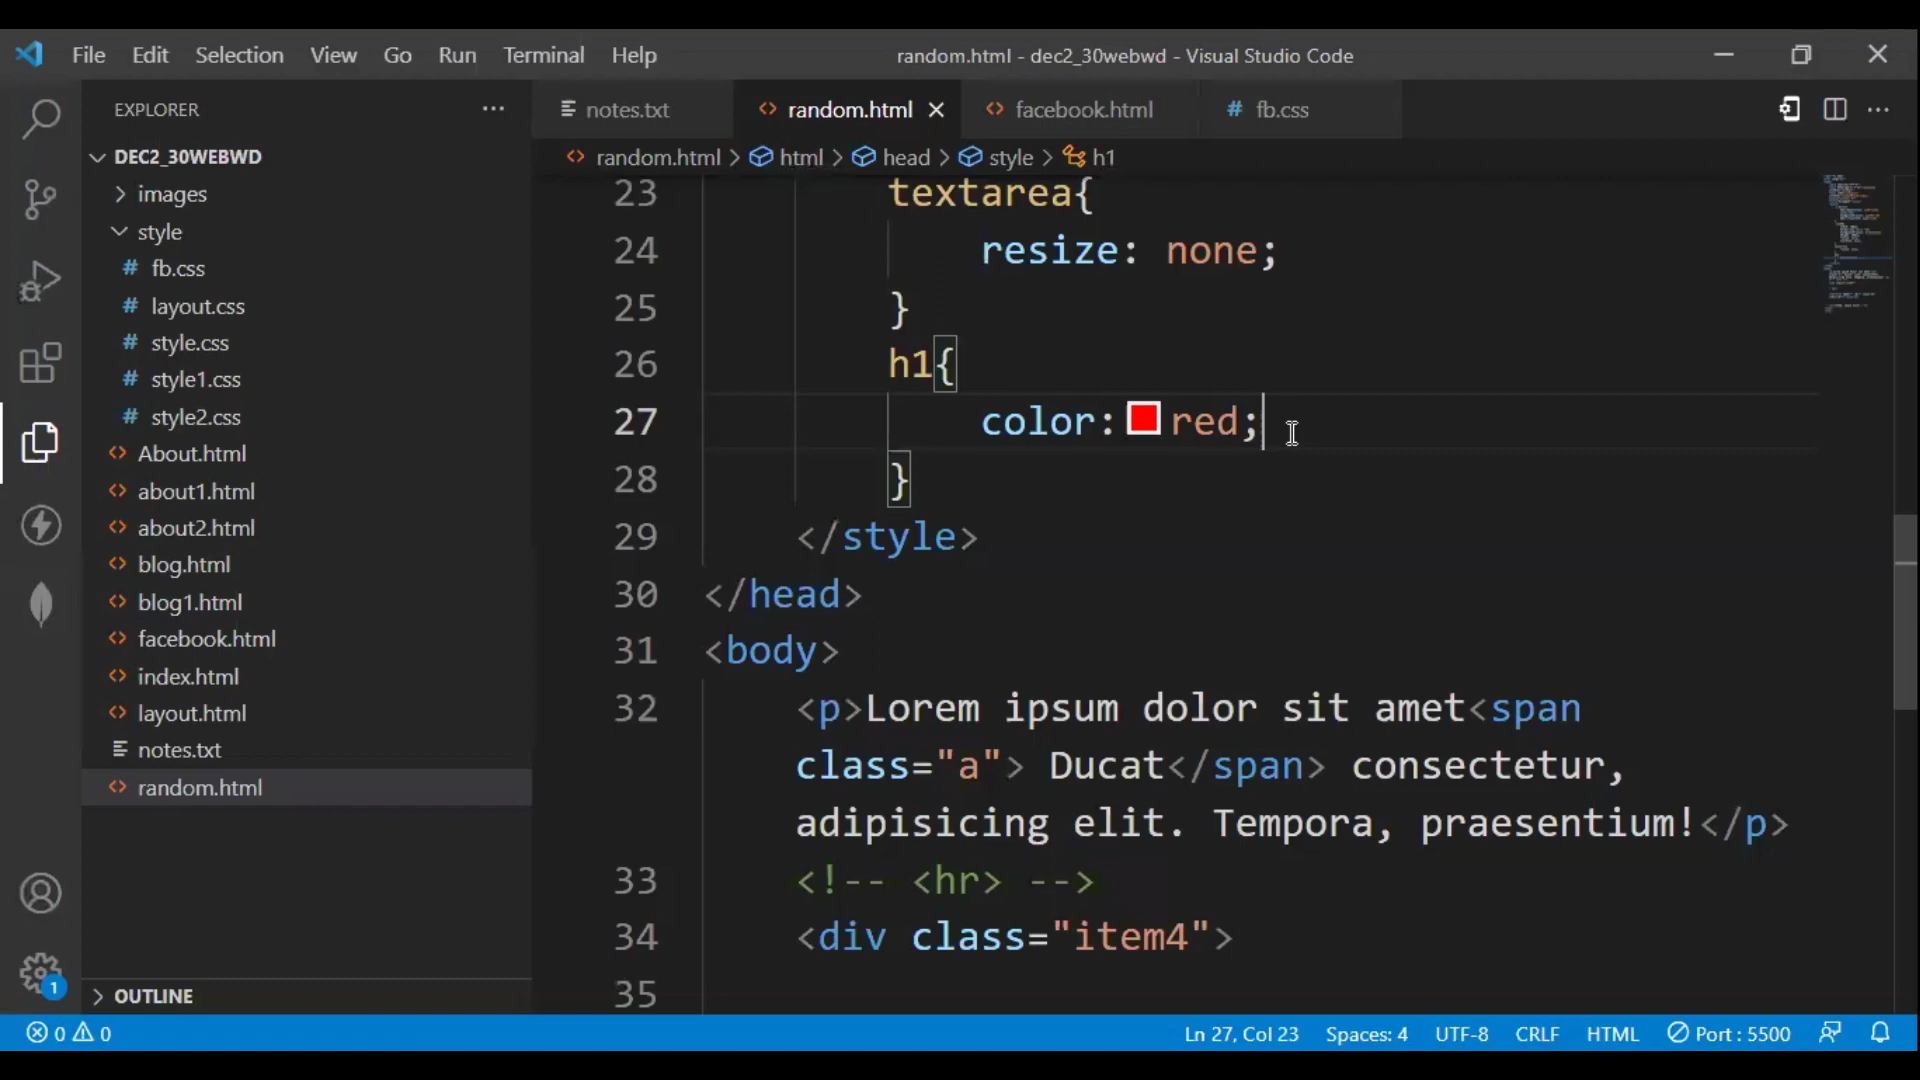 File Edit Selection View Go Run Terminal Help random.html - dec2_30webwd - Visual Studio Code
EXPLORER
DEC2_30WEBWD
images
style
fb.css
layout.css
style.css
style1.css
style2.css
About.html
about1.html
about2.html
blog.html
blog1.html
facebook.html
index.html
layout.html
notes.txt
random.html
OUTLINE
notes.txt random.html facebook.html fb.css
random.html > html > head > style > h1
23 textarea{
24 resize: none;
25 }
26 h1{
27 color: red;
28 }
29 </style>
30 </head>
31 <body>
32 <p>Lorem ipsum dolor sit amet<span
class="a"> Ducat</span> consectetur,
adipisicing elit. Tempora, praesentium!</p>
33 <!-- <hr> -->
34 <div class="item4">
35
1
0 0 Ln 27, Col 23 Spaces: 4 UTF-8 CRLF HTML Port : 5500